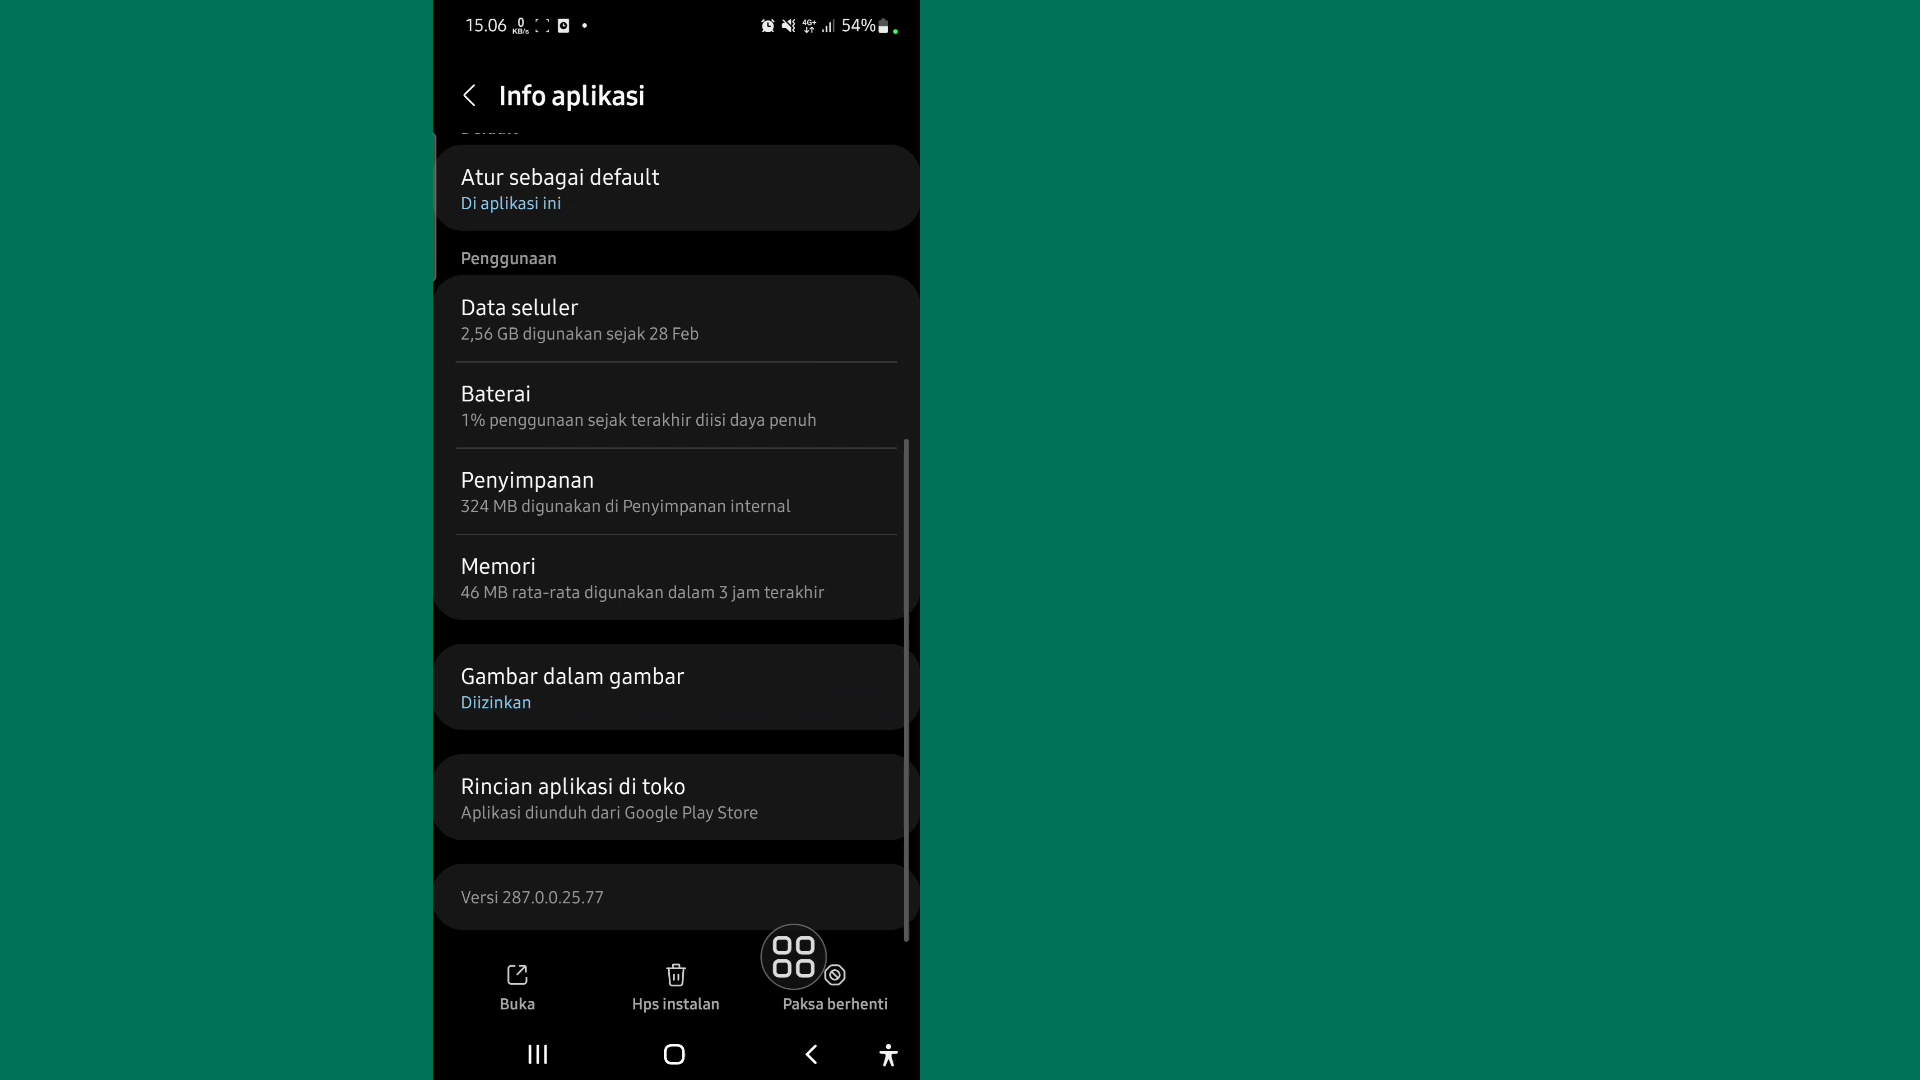 15.06 0 KB/s 4G+ 54%
Info aplikasi
Atur sebagai default
Di aplikasi ini
Penggunaan
Data seluler
2,56 GB digunakan sejak 28 Feb
Baterai
1% penggunaan sejak terakhir diisi daya penuh
Penyimpanan
324 MB digunakan di Penyimpanan internal
Memori
46 MB rata-rata digunakan dalam 3 jam terakhir
Gambar dalam gambar
Diizinkan
Rincian aplikasi di toko
Aplikasi diunduh dari Google Play Store
Versi 287.0.0.25.77
Buka Hps instalan Paksa berhenti